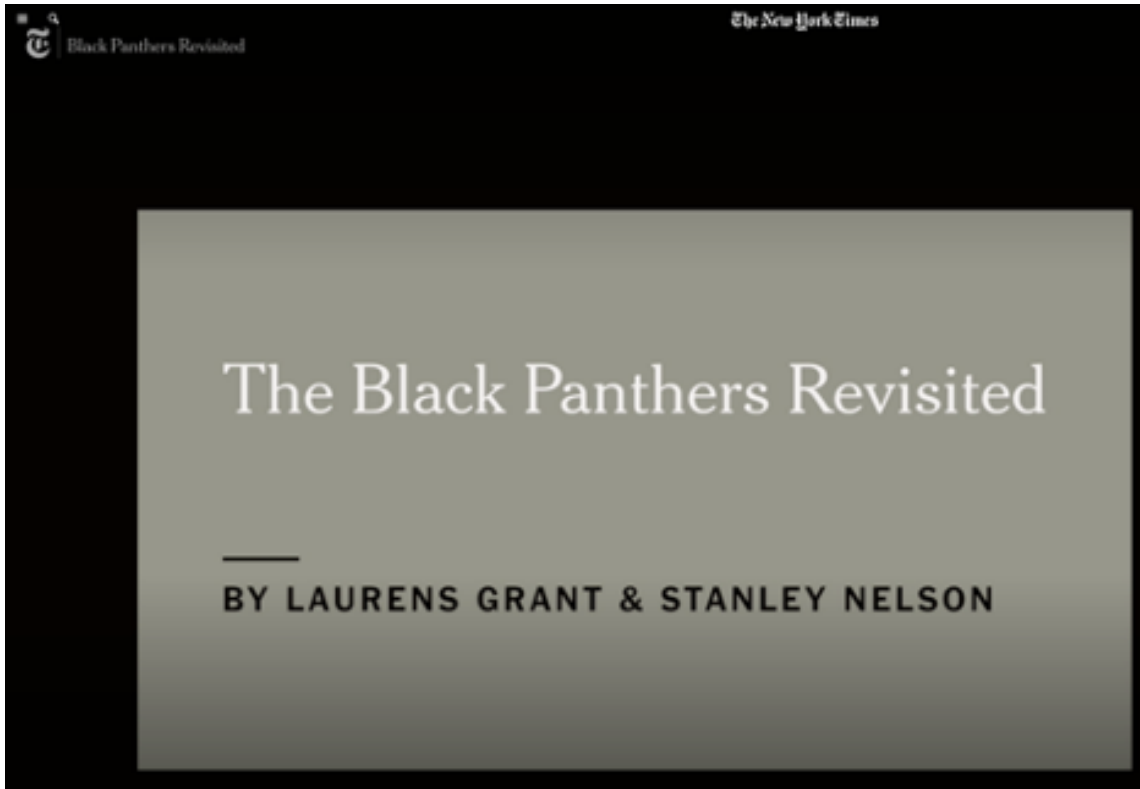 The New York Times
T Black Panthers Revisited
The Black Panthers Revisited
BY LAURENS GRANT & STANLEY NELSON